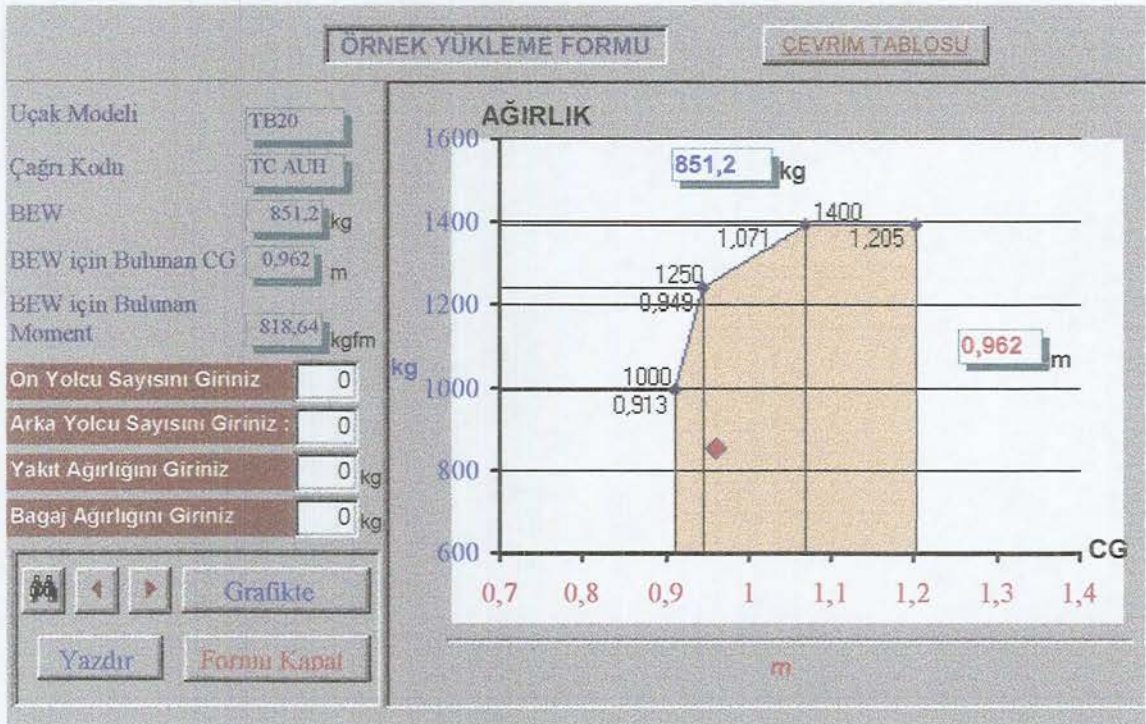 ÖRNEK YÜKLEME FORMU
ÇEVRİM TABLOSU
Uçak Modeli TB20
Çağrı Kodu TC AUH
BEW 851,2 kg
BEW için Bulunan CG 0,962 m
BEW için Bulunan
Moment 818,64 kgfm
Ön Yolcu Sayısını Giriniz 0
Arka Yolcu Sayısını Giriniz : 0
Yakıt Ağırlığını Giriniz 0 kg
Bagaj Ağırlığını Giriniz 0 kg
Grafikte
Yazdır Formu Kapat
AĞIRLIK
1600
851,2 kg
1400 1400
1,071 1,205
1250
1200 0,949
0,962 m
kg
1000 1000
0,913
800
600 CG
0,7 0,8 0,9 1 1,1 1,2 1,3 1,4
m